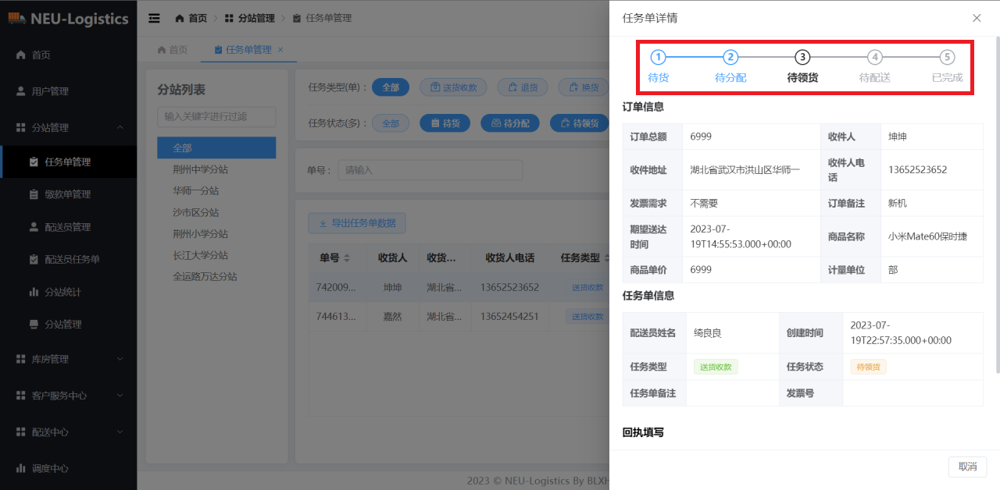 NEU-Logistics
首页
用户管理
分站管理
任务单管理
缴款单管理
配送员管理
配送员任务单
分站统计
分站管理
库房管理
客户服务中心
配送中心
调度中心
首页 > 分站管理 > 任务单管理
首页 任务单管理 ×
分站列表
输入关键字进行过滤
全部
荆州中学分站
华师一分站
沙市区分站
荆州小学分站
长江大学分站
全运路万达分站
任务类型(单)： 全部 送货收款 退货 换货
任务状态(多)： 全部 待货 待分配 待领货
单号： 请输入
导出任务单数据
单号 收货人 收货... 收货人电话 任务类型
742009... 坤坤 湖北省... 13652523652 送货收款
744613... 嘉然 湖北省... 13652454251 送货收款
2023 © NEU-Logistics By BLXH
任务单详情
1 2 3 4 5
待货 待分配 待领货 待配送 已完成
订单信息
订单总额 6999 收件人 坤坤
收件地址 湖北省武汉市洪山区华师一 收件人电
话 13652523652
发票需求 不需要 订单备注 新机
期望送达
时间 2023-07-
19T14:55:53.000+00:00 商品名称 小米Mate60保时捷
商品单价 6999 计量单位 部
任务单信息
配送员姓名 绮良良 创建时间 2023-07-
19T22:57:35.000+00:00
任务类型 送货收款 任务状态 待领货
任务单备注 发票号
回执填写
取消